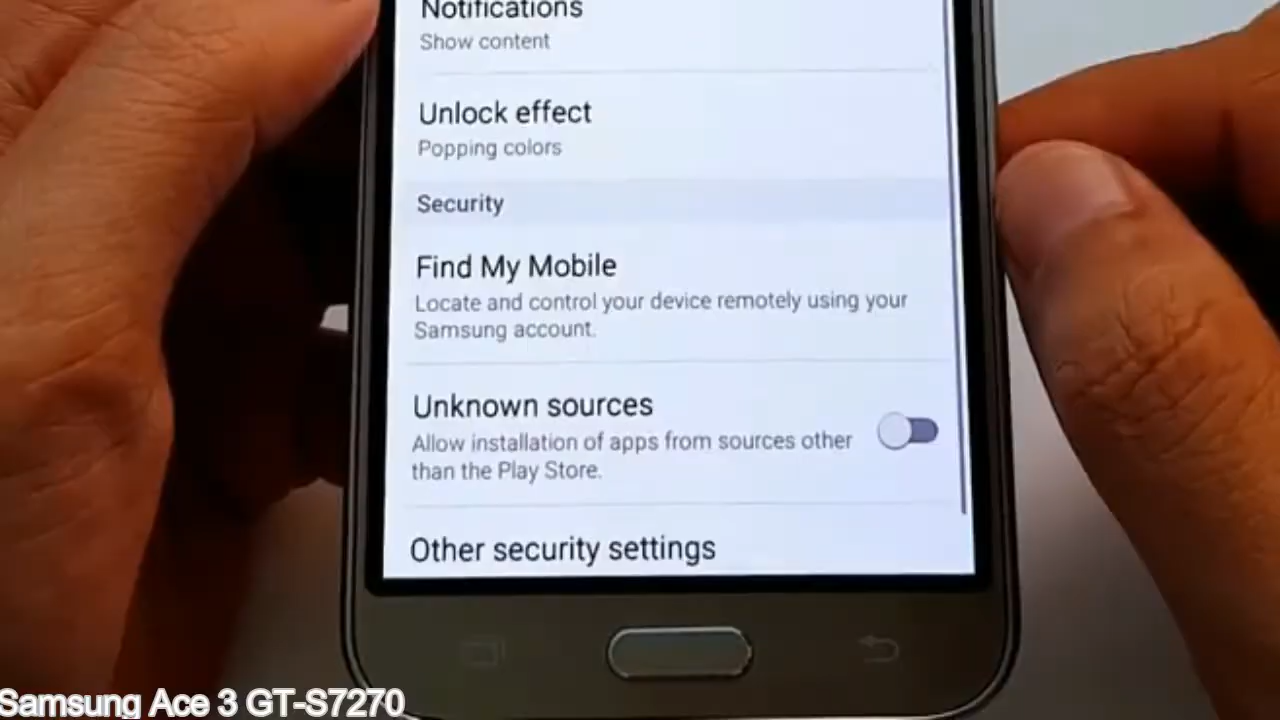 Notifications
Show content
Unlock effect
Popping colors
Security
Find My Mobile
Locate and control your device remotely using your
Samsung account.
Unknown sources
Allow installation of apps from sources other
than the Play Store.
Other security settings
Samsung Ace 3 GT-S7270